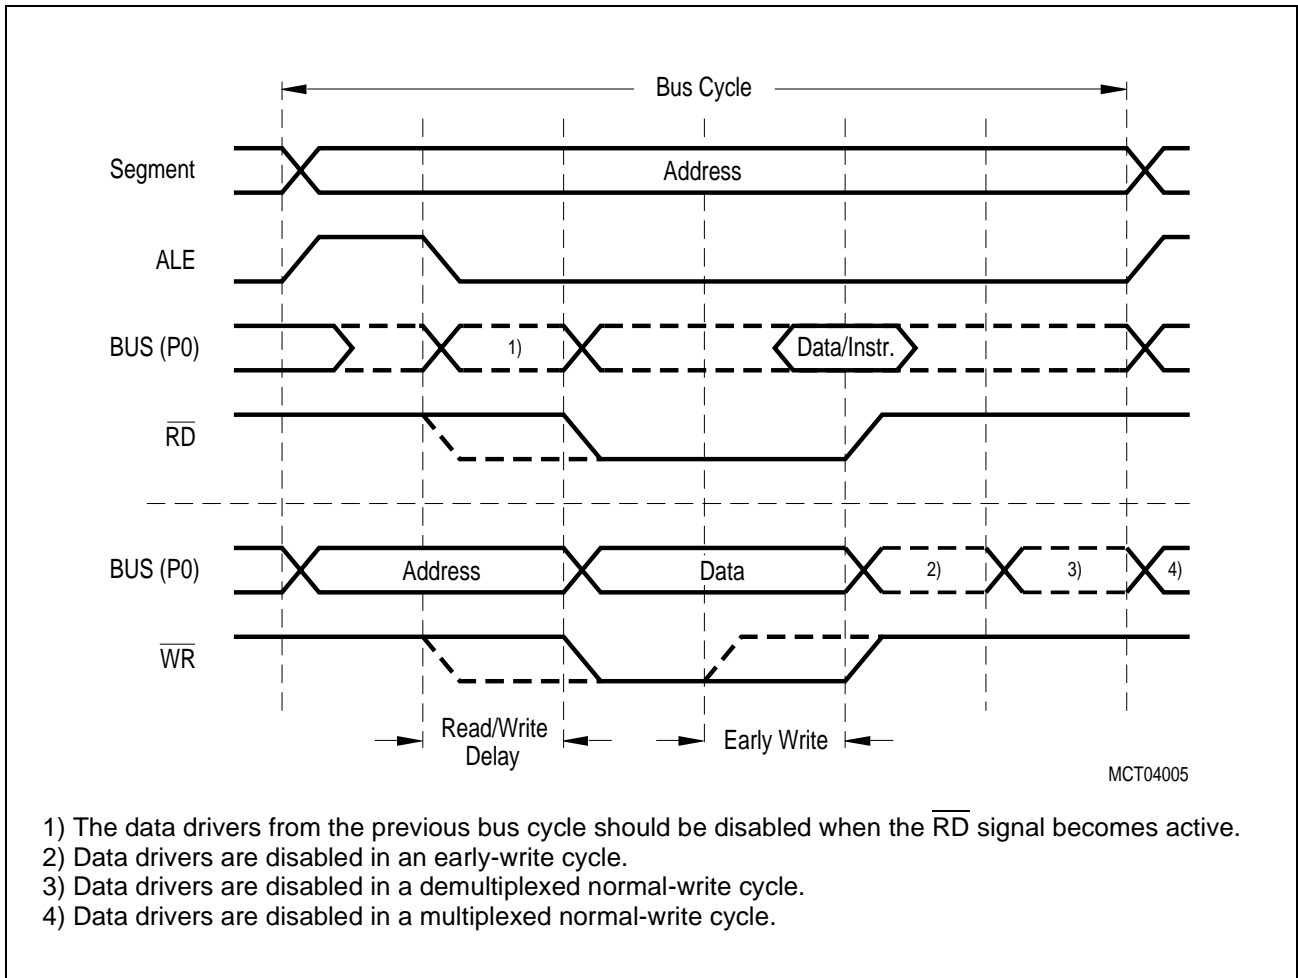 Bus Cycle
Segment
Address
ALE
BUS (P0)
1)
Data/Instr.
RD
BUS (P0)
Address
Data
2)
3)
4)
WR
Read/Write
Delay
Early Write
MCT04005
1) The data drivers from the previous bus cycle should be disabled when the RD signal becomes active.
2) Data drivers are disabled in an early-write cycle.
3) Data drivers are disabled in a demultiplexed normal-write cycle.
4) Data drivers are disabled in a multiplexed normal-write cycle.